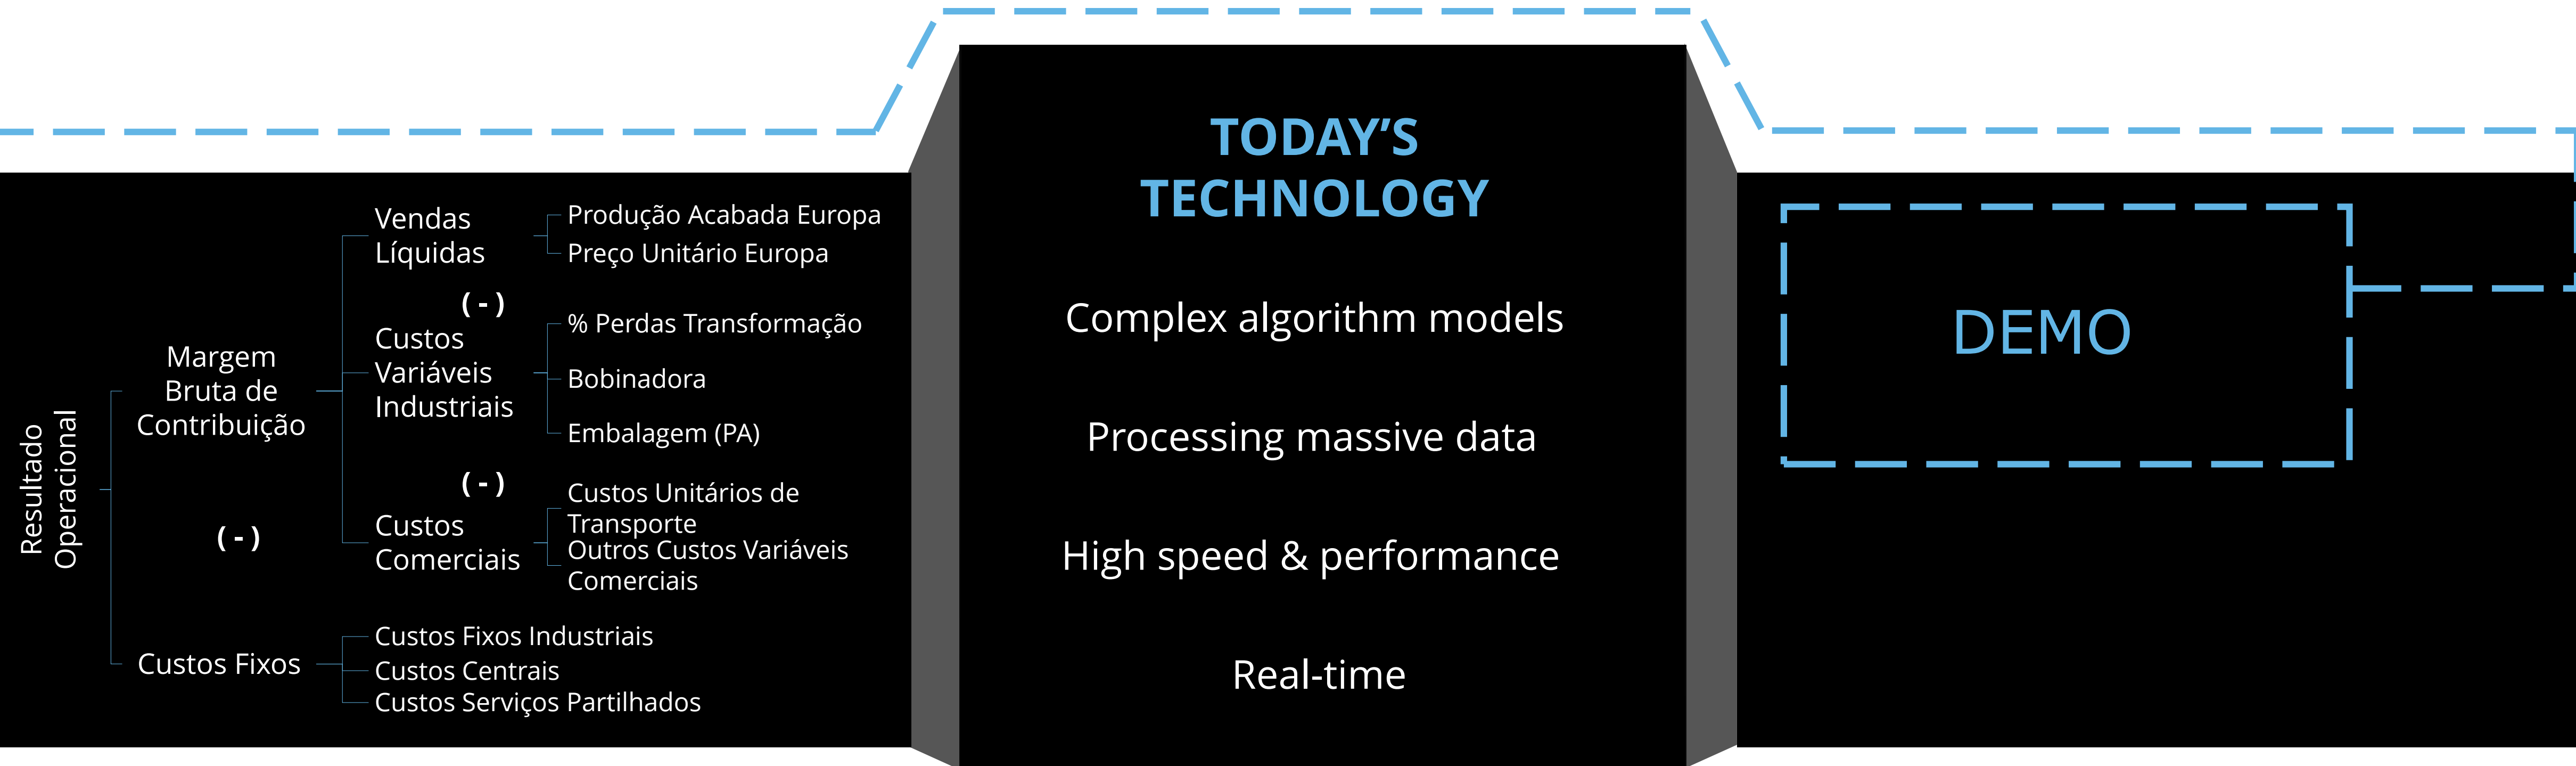 Resultado
Operacional
Margem
Bruta de
Contribuição
( - )
Custos Fixos
Vendas
Líquidas
( - )
Custos
Variáveis
Industriais
( - )
Custos
Comerciais
Produção Acabada Europa
Preço Unitário Europa
% Perdas Transformação
Bobinadora
Embalagem (PA)
Custos Unitários de
Transporte
Outros Custos Variáveis
Comerciais
Custos Fixos Industriais
Custos Centrais
Custos Serviços Partilhados
TODAY’S
TECHNOLOGY
Complex algorithm models
Processing massive data
High speed & performance
Real-time
DEMO